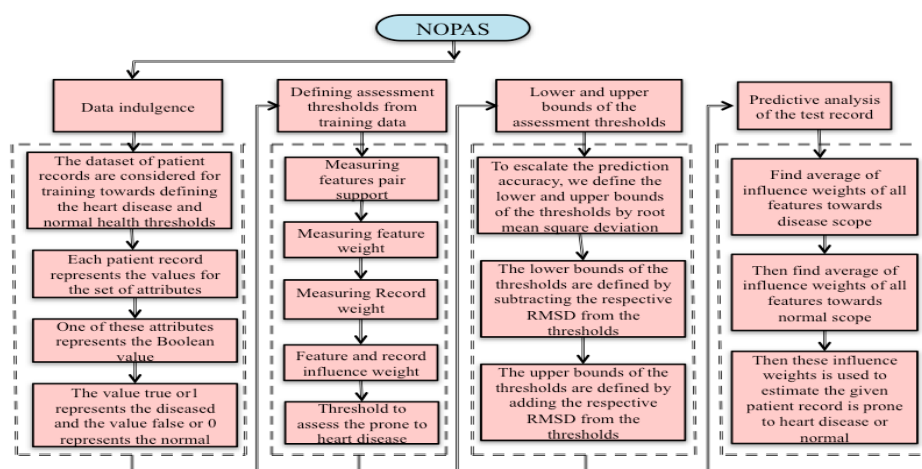 NOPAS
Data indulgence
The dataset of patient
records are considered for
training towards defining
the heart disease and
normal health thresholds
Each patient record
represents the values for
the set of attributes
One of these attributes
represents the Boolean
value
The value true or1
represents the diseased
and the value false or 0
represents the normal
Defining assessment
thresholds from
training data
Measuring
features pair
support
Measuring feature
weight
Measuring Record
weight
Feature and record
influence weight
Threshold to
assess the prone to
heart disease
Lower and upper
bounds of the
assessment thresholds
To escalate the prediction
accuracy, we define the
lower and upper bounds
of the thresholds by root
mean square deviation
The lower bounds of the
thresholds are defined by
subtracting the respective
RMSD from the
thresholds
The upper bounds of the
thresholds are defined by
adding the respective
RMSD from the
thresholds
Predictive analysis
of the test record
Find average of
influence weights of all
features towards
disease scope
Then find average of
influence weights of all
features towards
normal scope
Then these influence
weights is used to
estimate the given
patient record is prone
to heart disease or
normal